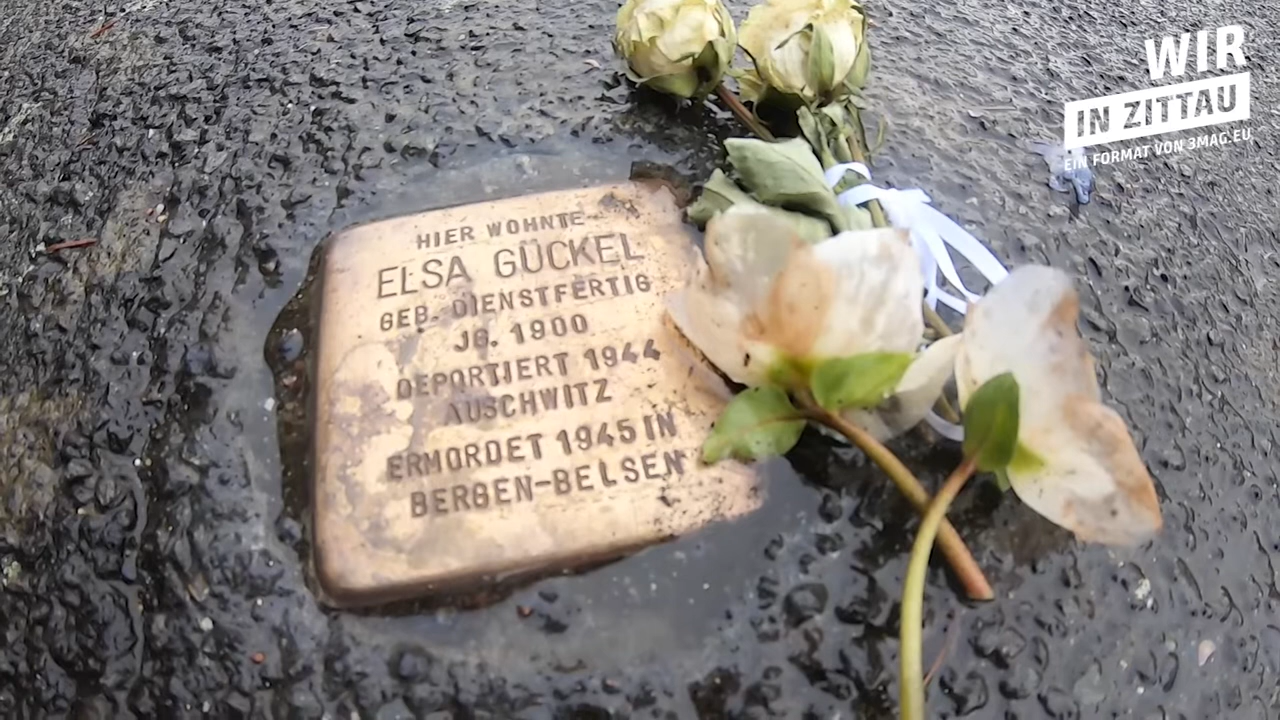 HIER WOHNTE
ELSA GÜCKEL
GEB. DIENSTFERTIG
JG. 1900
DEPORTIERT 1944
AUSCHWITZ
ERMORDET 1945 IN
BERGEN-BELSEN
WIR
IN ZITTAU
EIN FORMAT VON 3MAG.EU